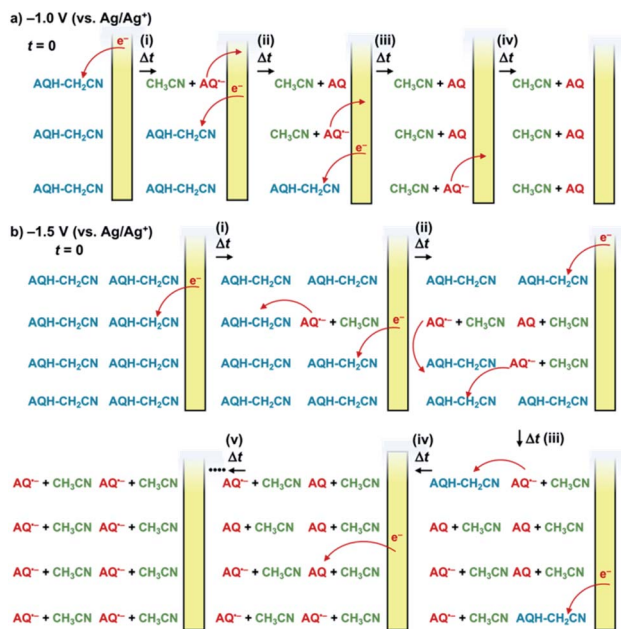 a) –1.0 V (vs. Ag/Ag⁺)
t = 0
e⁻
(i)
Δt
(ii)
Δt
(iii)
Δt
(iv)
Δt
AQH-CH₂CN
CH₃CN + AQ•⁻
e⁻
CH₃CN + AQ
CH₃CN + AQ
CH₃CN + AQ
AQH-CH₂CN
AQH-CH₂CN
CH₃CN + AQ•⁻
e⁻
CH₃CN + AQ
CH₃CN + AQ
AQH-CH₂CN
AQH-CH₂CN
AQH-CH₂CN
CH₃CN + AQ•⁻
CH₃CN + AQ
b) –1.5 V (vs. Ag/Ag⁺)
t = 0
(i)
Δt
(ii)
Δt
e⁻
AQH-CH₂CN AQH-CH₂CN e⁻
AQH-CH₂CN AQH-CH₂CN
AQH-CH₂CN AQH-CH₂CN
AQH-CH₂CN AQH-CH₂CN
AQH-CH₂CN AQ•⁻ + CH₃CN e⁻
AQ•⁻ + CH₃CN AQ + CH₃CN
AQH-CH₂CN AQH-CH₂CN
AQH-CH₂CN AQH-CH₂CN
AQH-CH₂CN AQ•⁻ + CH₃CN
AQH-CH₂CN AQH-CH₂CN
AQH-CH₂CN AQH-CH₂CN
AQH-CH₂CN AQH-CH₂CN
(v)
Δt
(iv)
Δt
Δt (iii)
AQ•⁻ + CH₃CN AQ•⁻ + CH₃CN
AQ•⁻ + CH₃CN AQ + CH₃CN
AQH-CH₂CN AQ•⁻ + CH₃CN
AQ•⁻ + CH₃CN AQ•⁻ + CH₃CN
AQ + CH₃CN AQ + CH₃CN
AQ + CH₃CN AQ + CH₃CN
e⁻
AQ•⁻ + CH₃CN AQ•⁻ + CH₃CN
AQ•⁻ + CH₃CN AQ + CH₃CN
AQ•⁻ + CH₃CN AQ + CH₃CN
e⁻
AQ•⁻ + CH₃CN AQ•⁻ + CH₃CN
AQ•⁻ + CH₃CN AQ•⁻ + CH₃CN
AQ•⁻ + CH₃CN AQH-CH₂CN